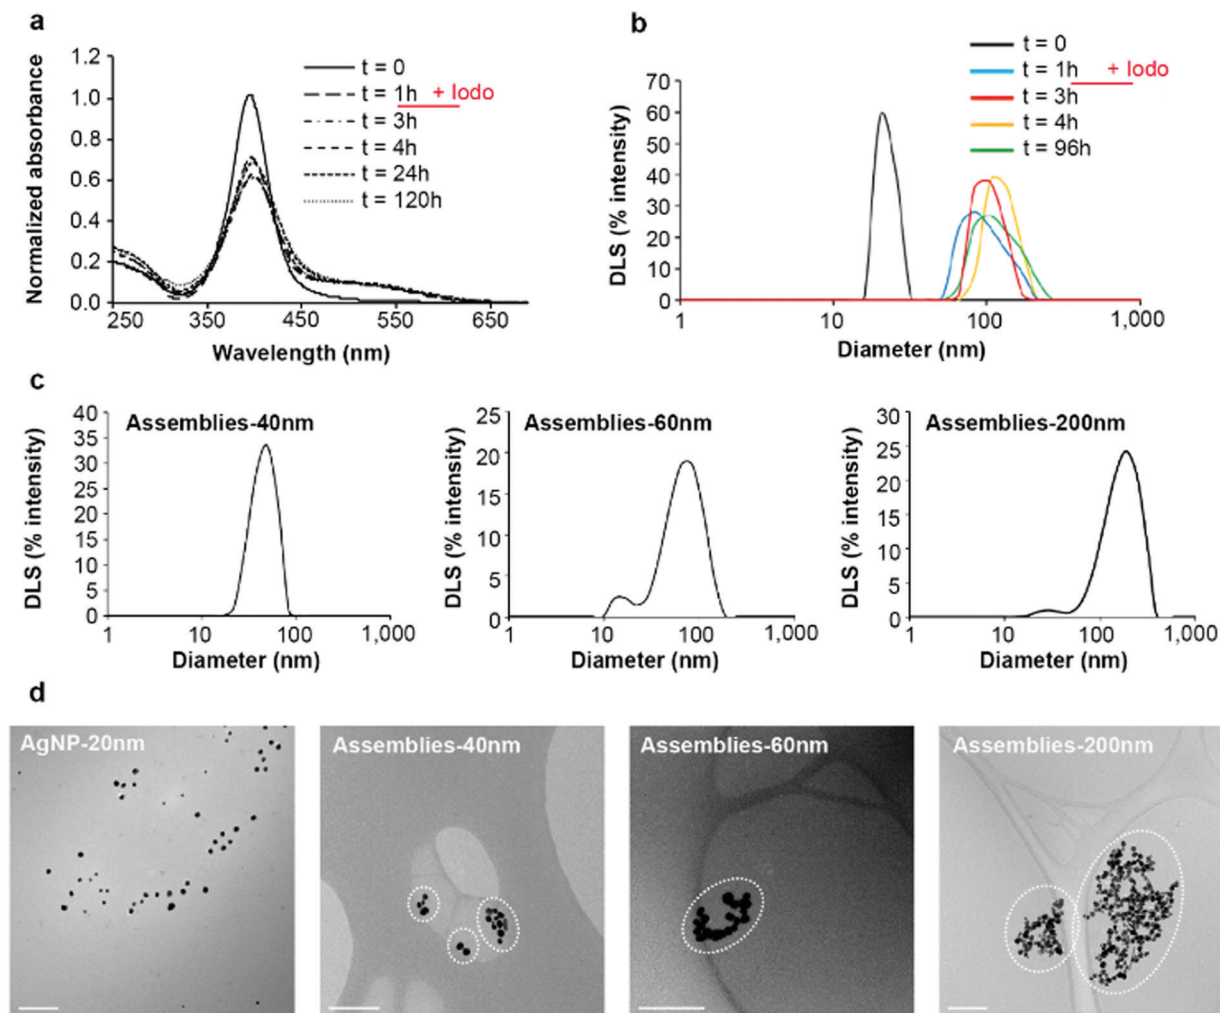 a
Normalized absorbance
1.2
1.0
0.8
0.6
0.4
0.2
0.0
250
350
450
550
650
Wavelength (nm)
t = 0
t = 1h + Iodo
t = 3h
t = 4h
t = 24h
t = 120h
b
DLS (% intensity)
70
60
50
40
30
20
10
0
1
10
100
1,000
Diameter (nm)
t = 0
t = 1h + Iodo
t = 3h
t = 4h
t = 96h
c
Assemblies-40nm
DLS (% intensity)
40
35
30
25
20
15
10
5
0
1
10
100
1,000
Diameter (nm)
Assemblies-60nm
DLS (% intensity)
25
20
15
10
5
0
1
10
100
1,000
Diameter (nm)
Assemblies-200nm
DLS (% intensity)
30
25
20
15
10
5
0
1
10
100
1,000
Diameter (nm)
d
AgNP-20nm
Assemblies-40nm
Assemblies-60nm
Assemblies-200nm